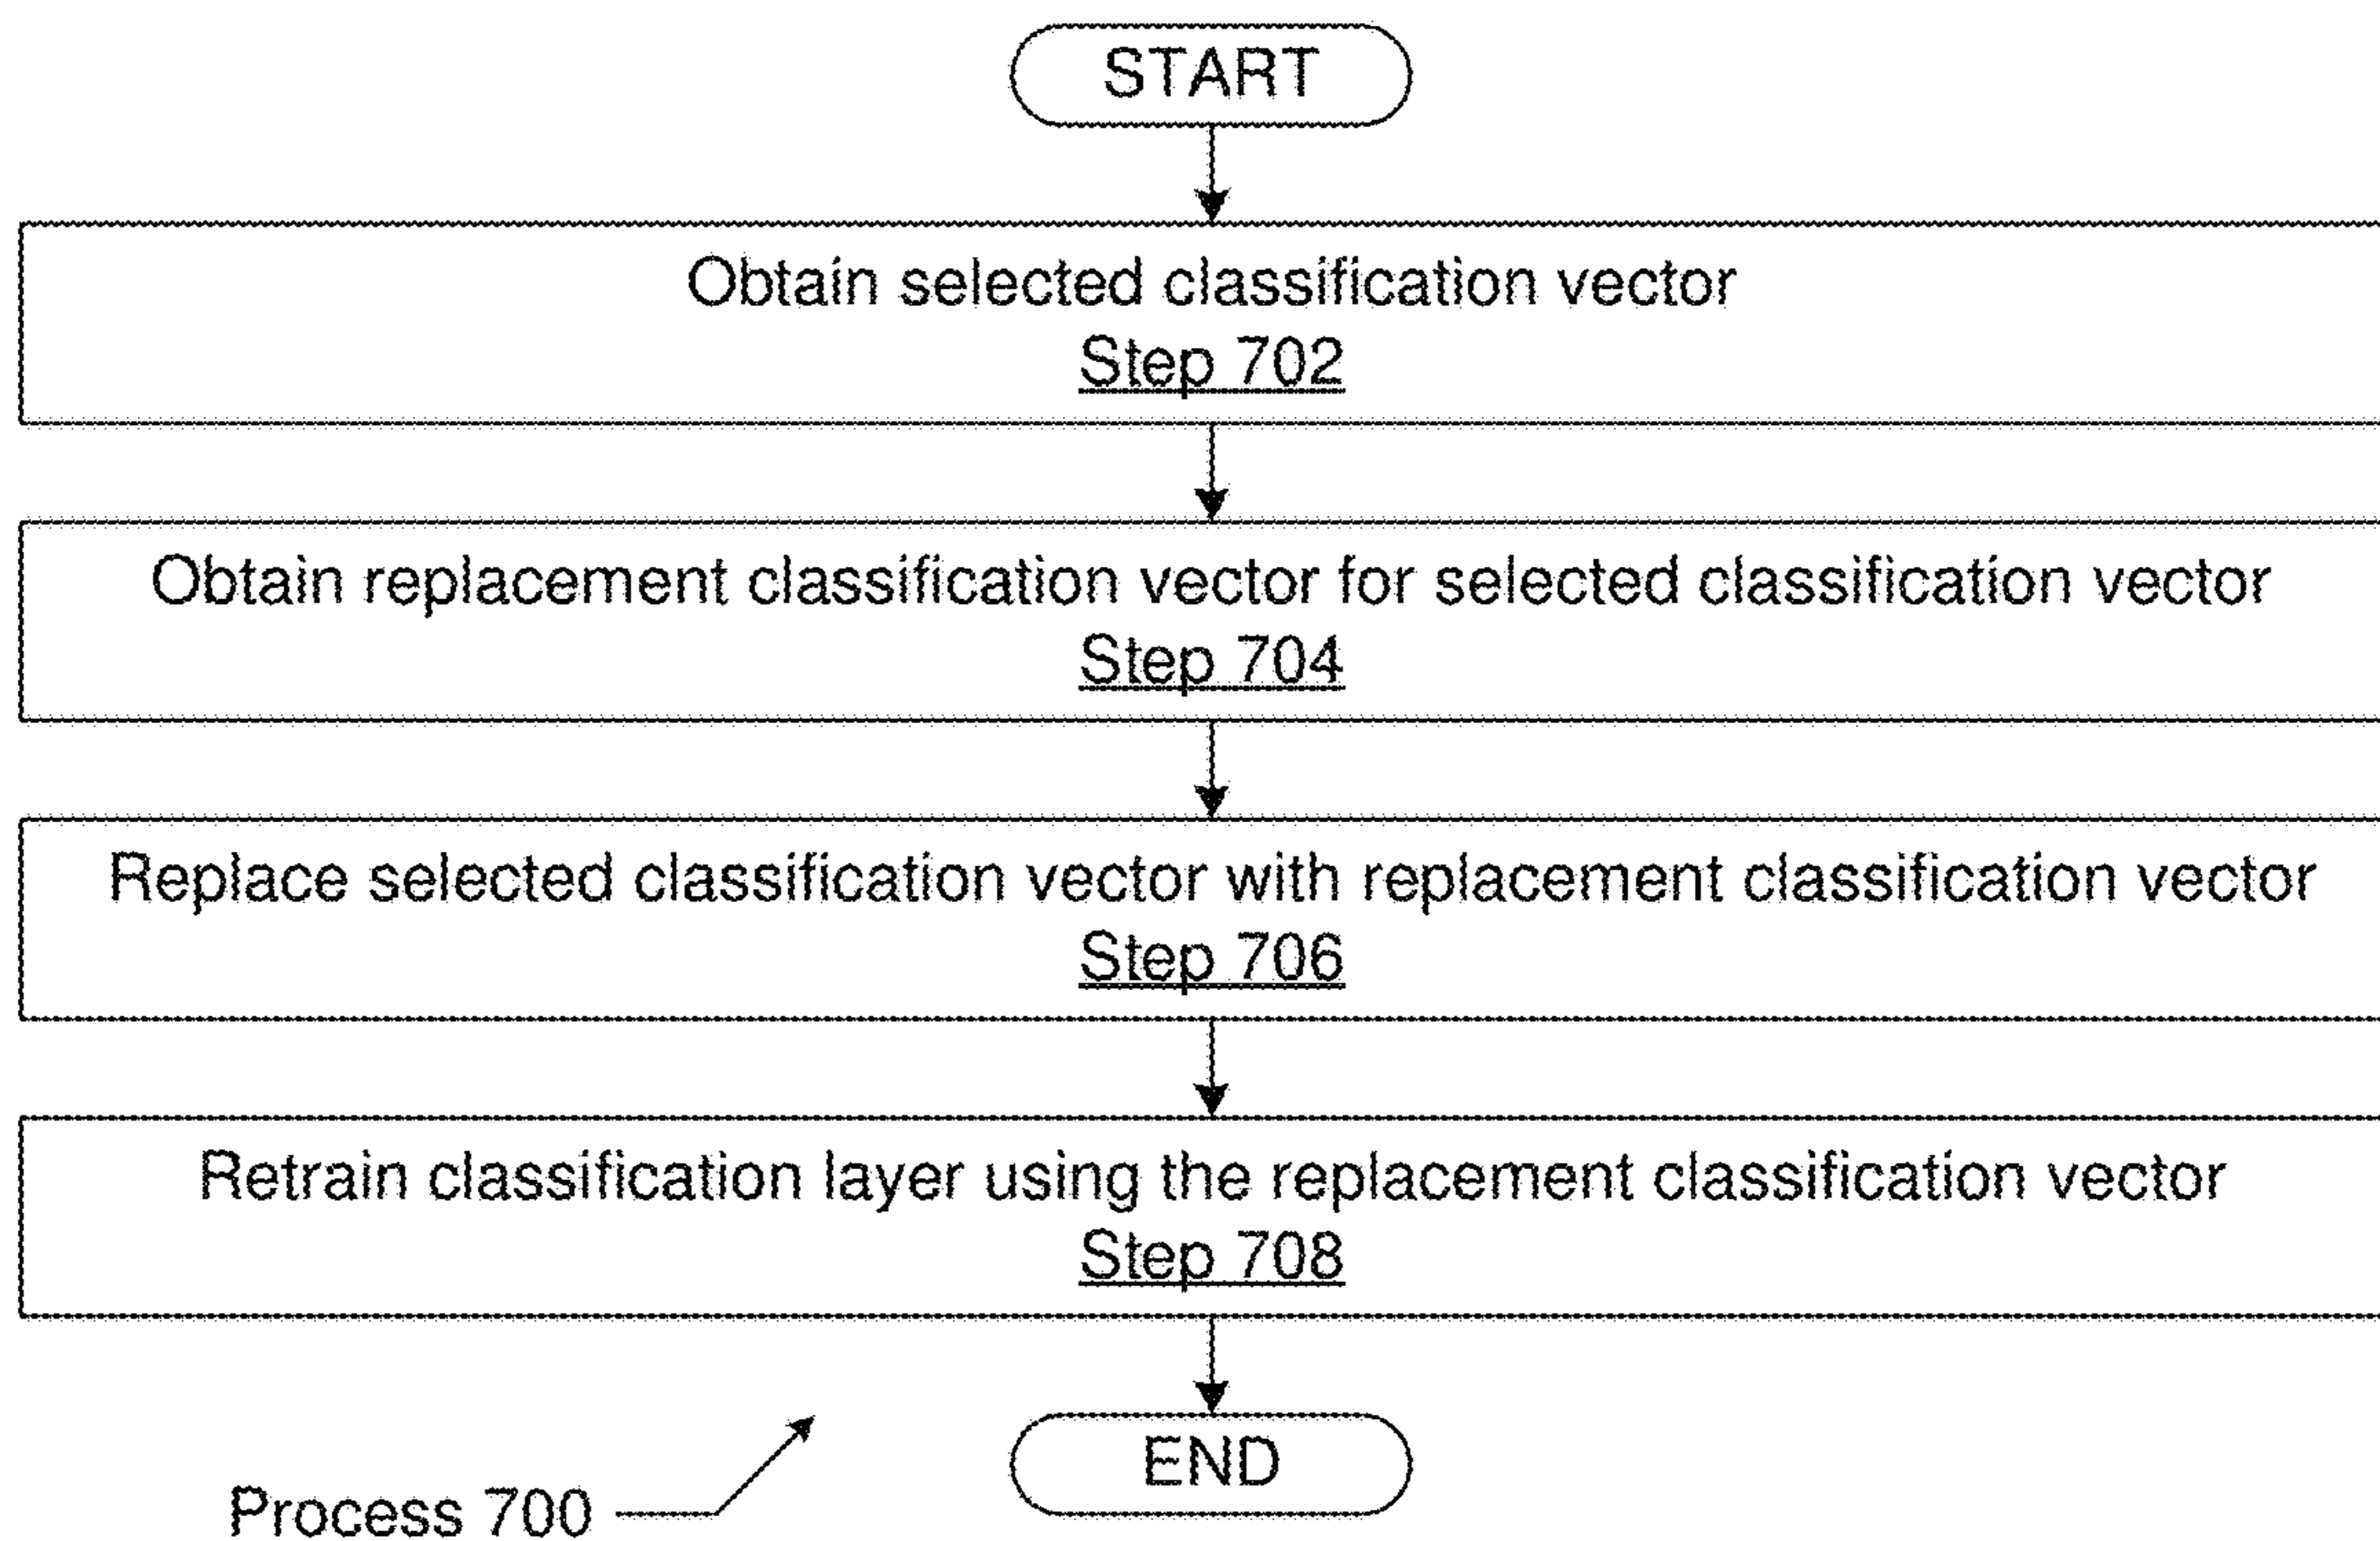 START
Obtain selected classification vector
Step 702
Obtain replacement classification vector for selected classification vector
Step 704
Replace selected classification vector with replacement classification vector
Step 706
Retrain classification layer using the replacement classification vector
Step 708
END
Process 700